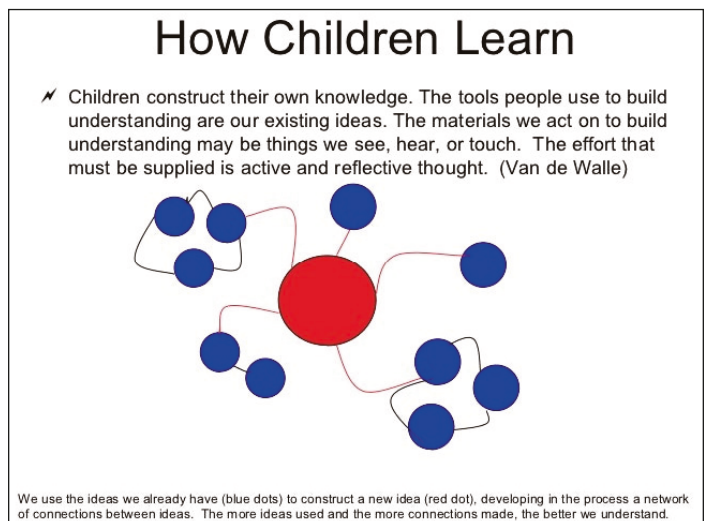 How Children Learn
Children construct their own knowledge. The tools people use to build
understanding are our existing ideas. The materials we act on to build
understanding may be things we see, hear, or touch.  The effort that
must be supplied is active and reflective thought.  (Van de Walle)
We use the ideas we already have (blue dots) to construct a new idea (red dot), developing in the process a network
of connections between ideas.  The more ideas used and the more connections made, the better we understand.